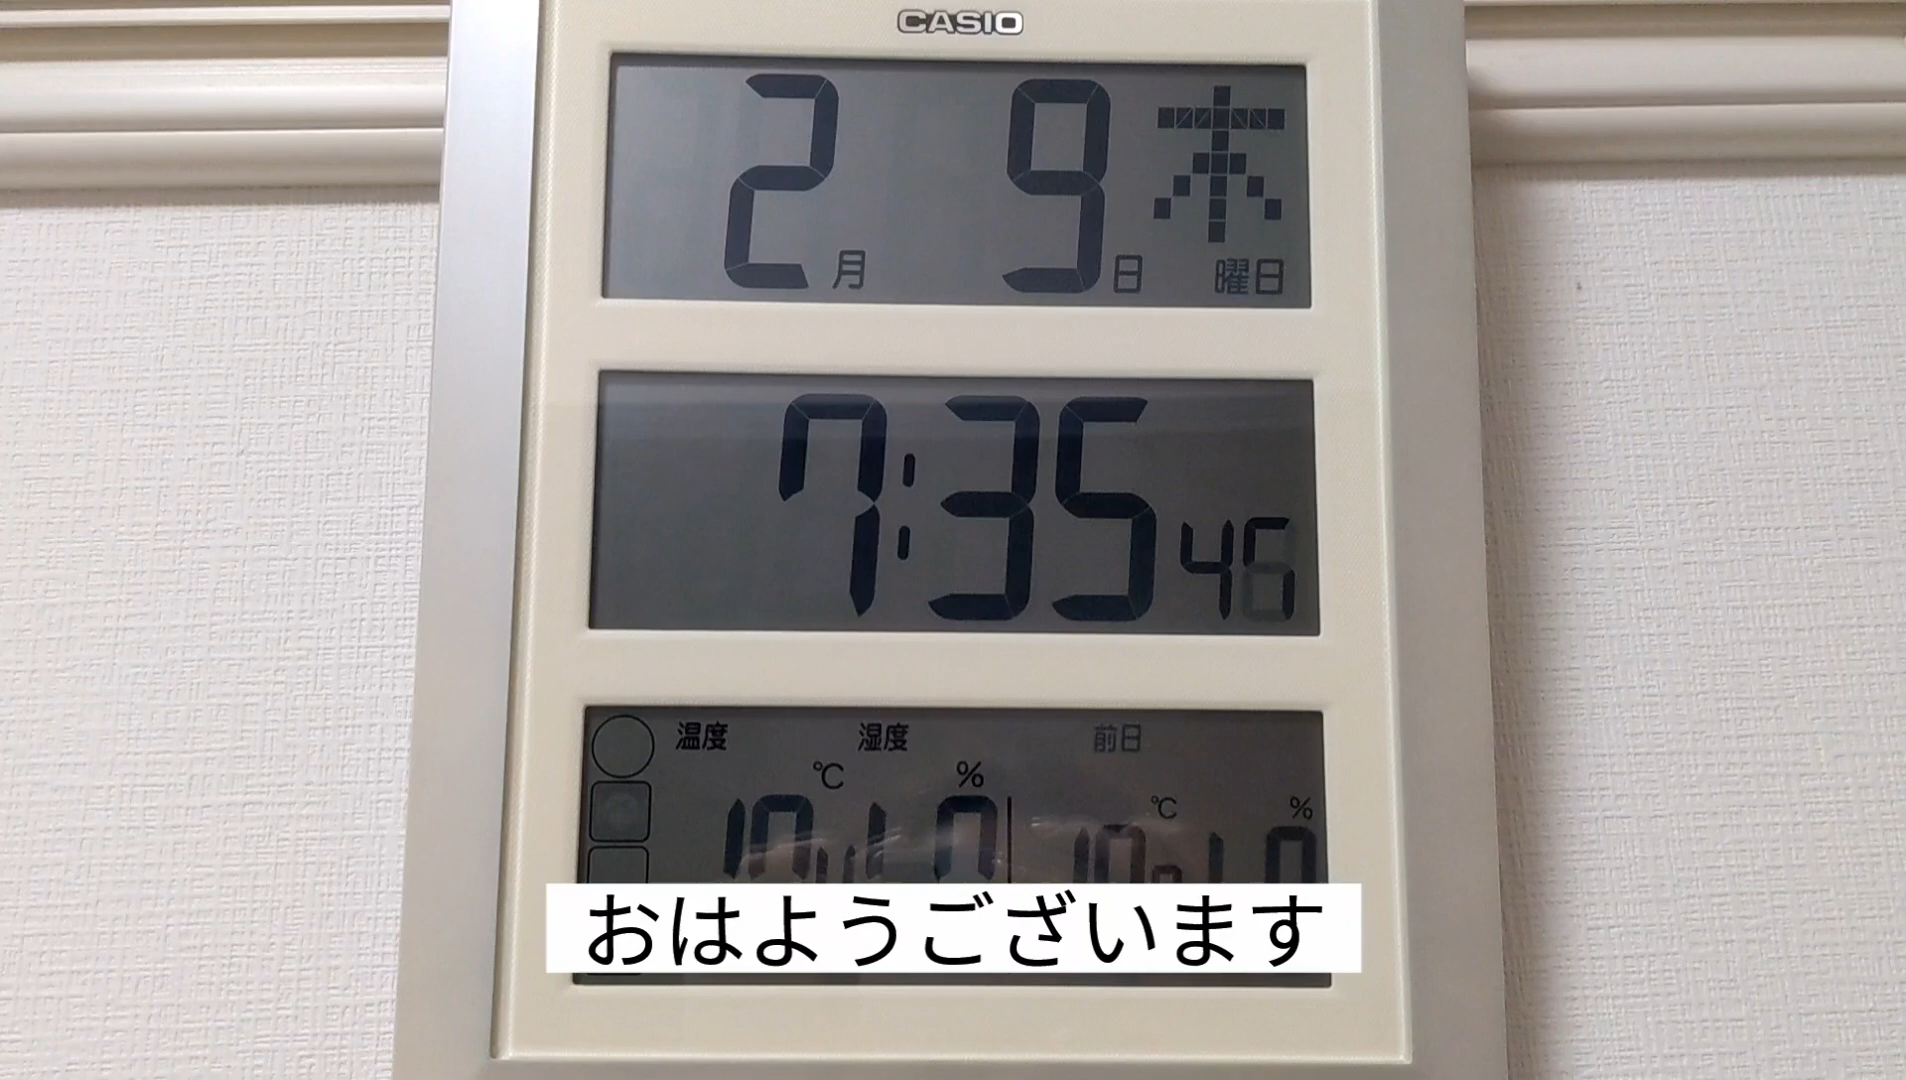 CASIO
2月 9日 木曜日
7:35 45
温度 湿度 前日
℃ % ℃ %
おはようございます